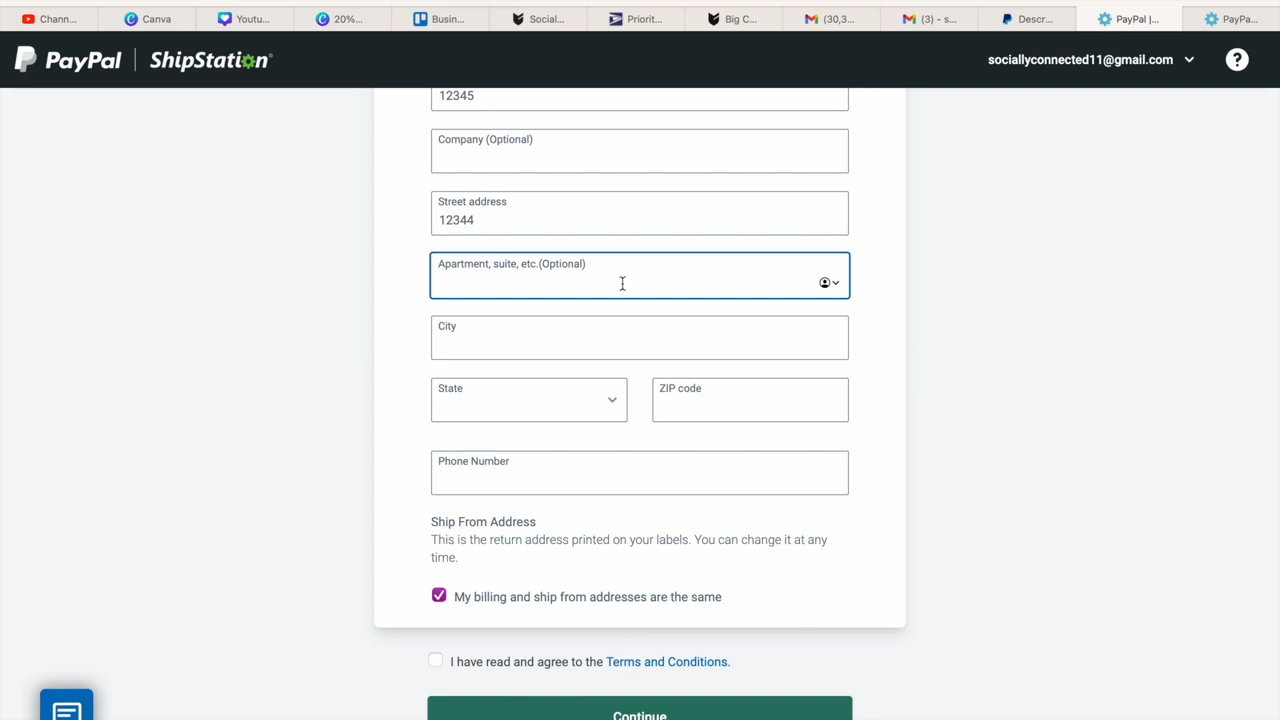 Chann...
Canva
Youtu...
20%...
Busin...
Social...
Priorit...
Big C...
(30,3...
(3) - s...
Descr...
PayPal |...
PayPa...
PayPal | ShipStation
sociallyconnected11@gmail.com
?
12345
Company (Optional)
Street address
12344
Apartment, suite, etc.(Optional)
City
State
ZIP code
Phone Number
Ship From Address
This is the return address printed on your labels. You can change it at any
time.
My billing and ship from addresses are the same
I have read and agree to the Terms and Conditions.
Continue